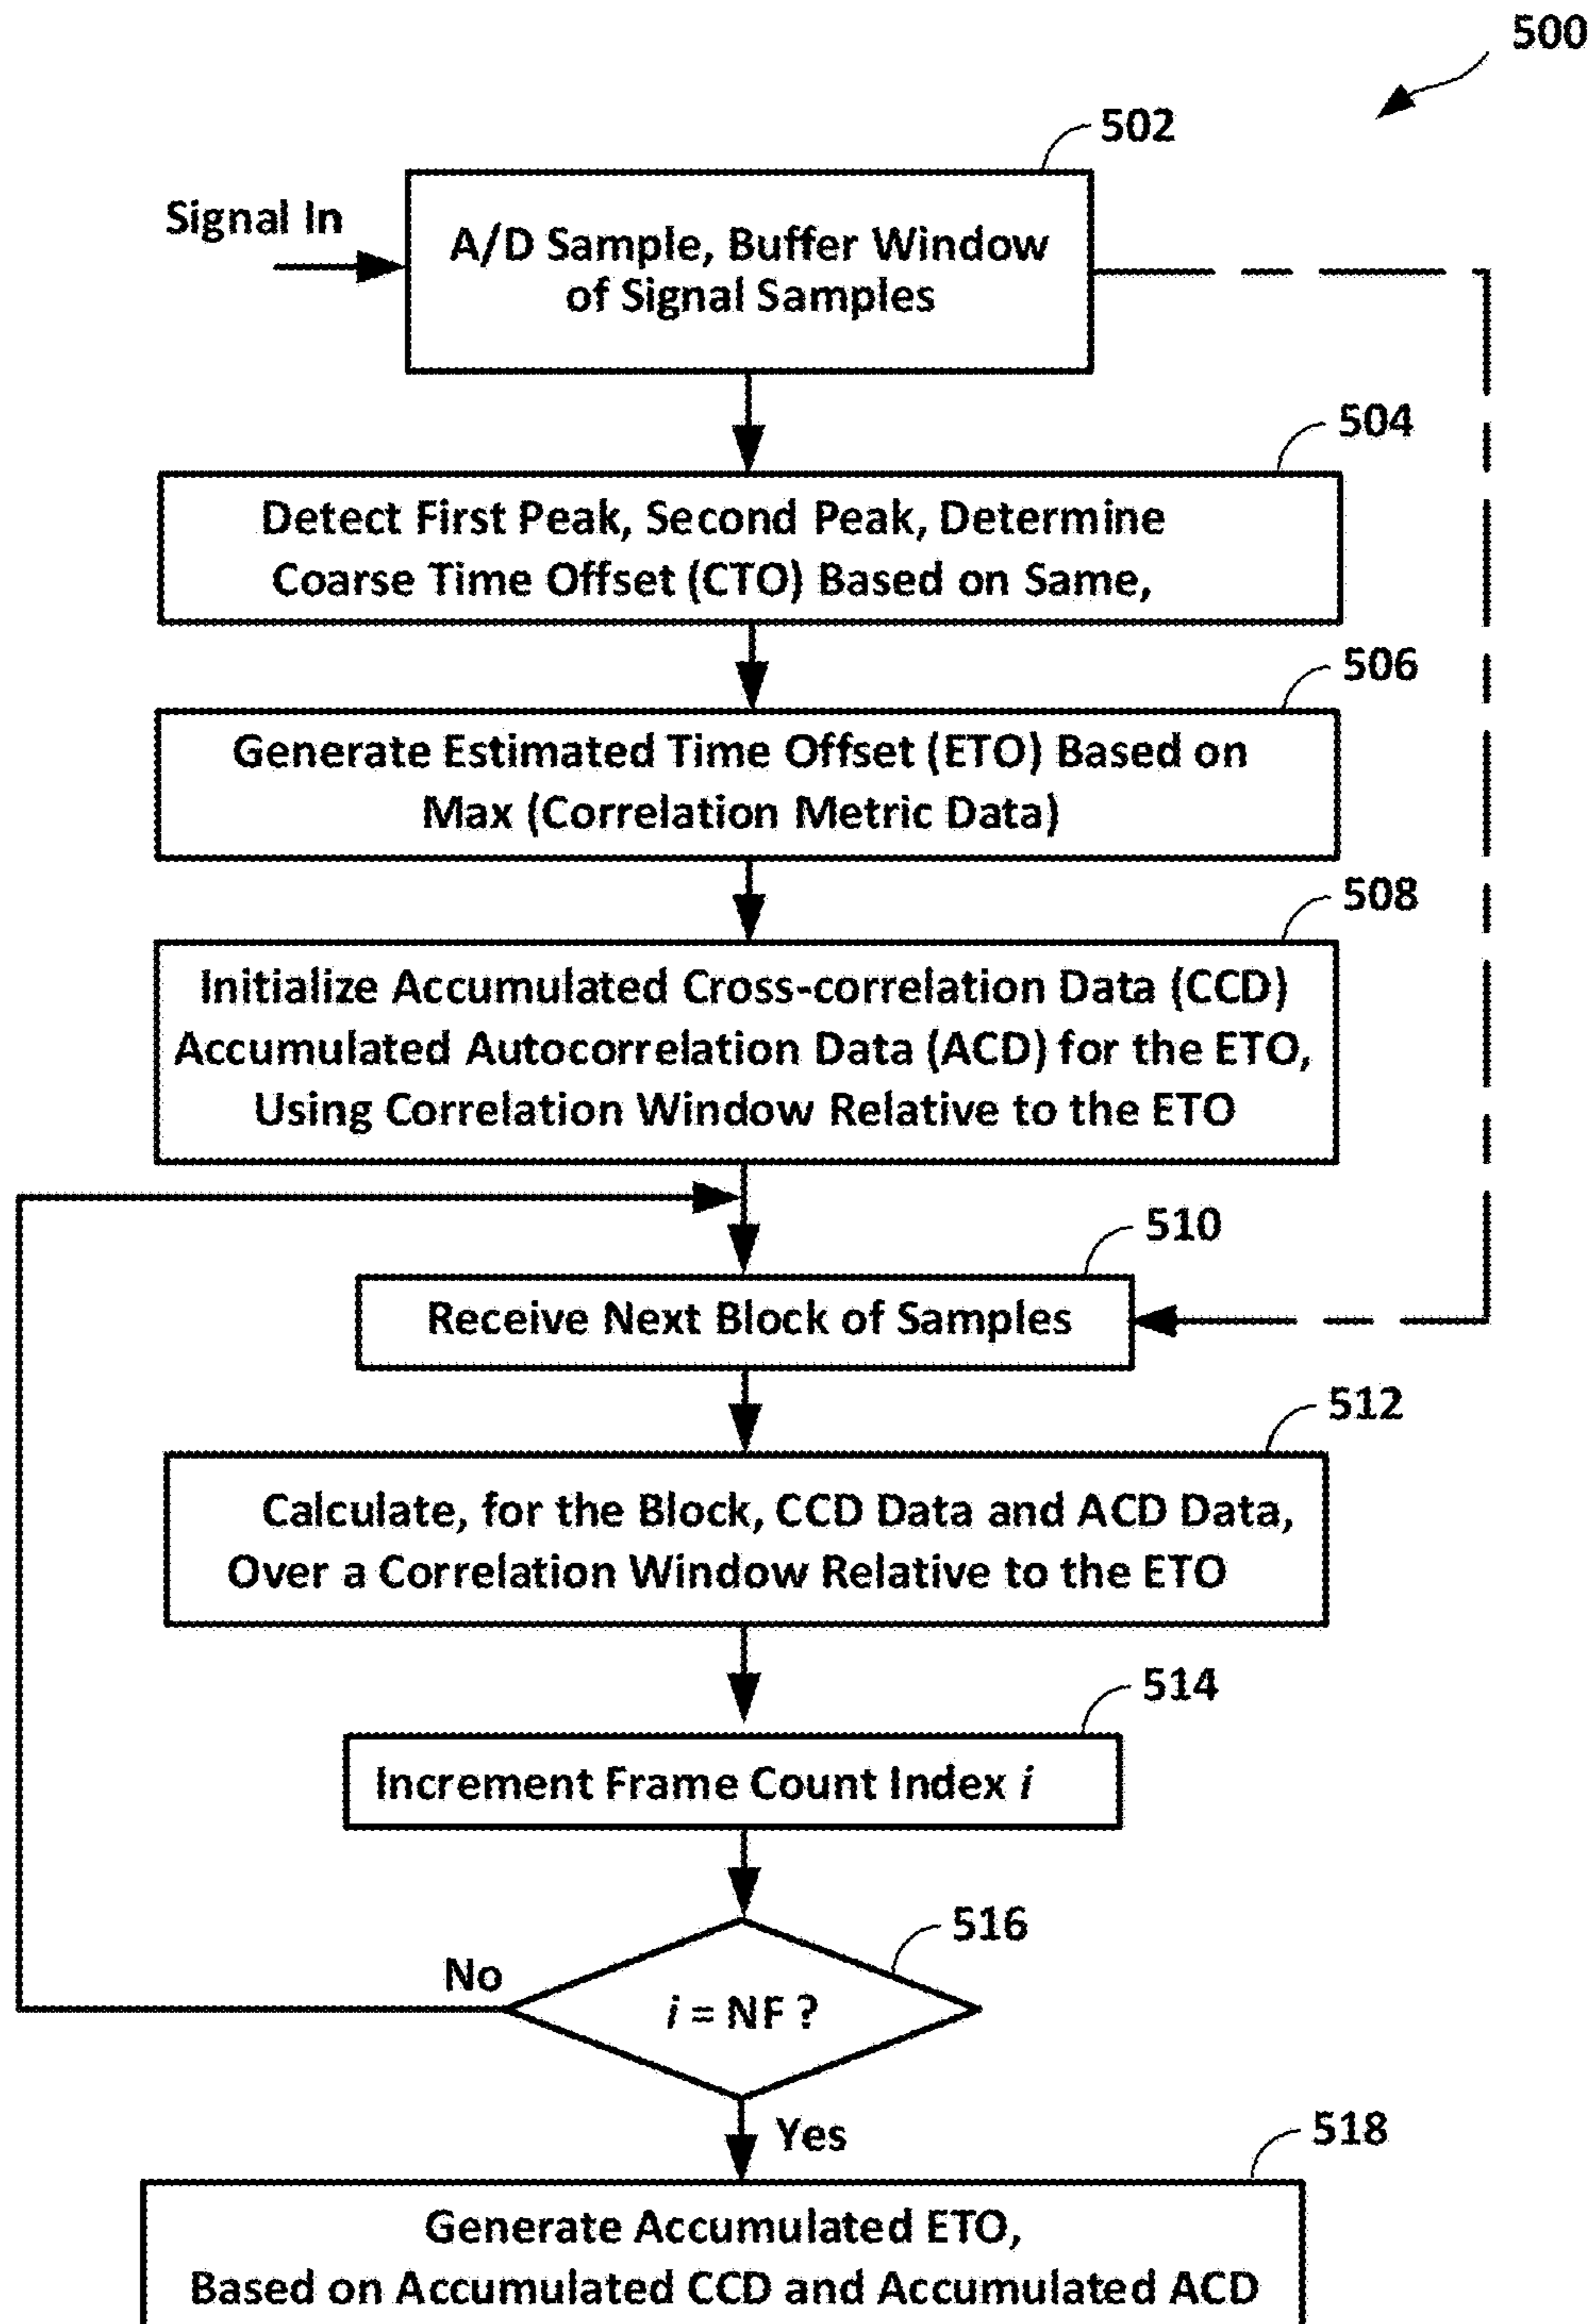 500
502
Signal In
A/D Sample, Buffer Window
of Signal Samples
504
Detect First Peak, Second Peak, Determine
Coarse Time Offset (CTO) Based on Same,
506
Generate Estimated Time Offset (ETO) Based on
Max (Correlation Metric Data)
508
Initialize Accumulated Cross-correlation Data (CCD)
Accumulated Autocorrelation Data (ACD) for the ETO,
Using Correlation Window Relative to the ETO
510
Receive Next Block of Samples
512
Calculate, for the Block, CCD Data and ACD Data,
Over a Correlation Window Relative to the ETO
514
Increment Frame Count Index i
516
No
i = NF ?
Yes
518
Generate Accumulated ETO,
Based on Accumulated CCD and Accumulated ACD